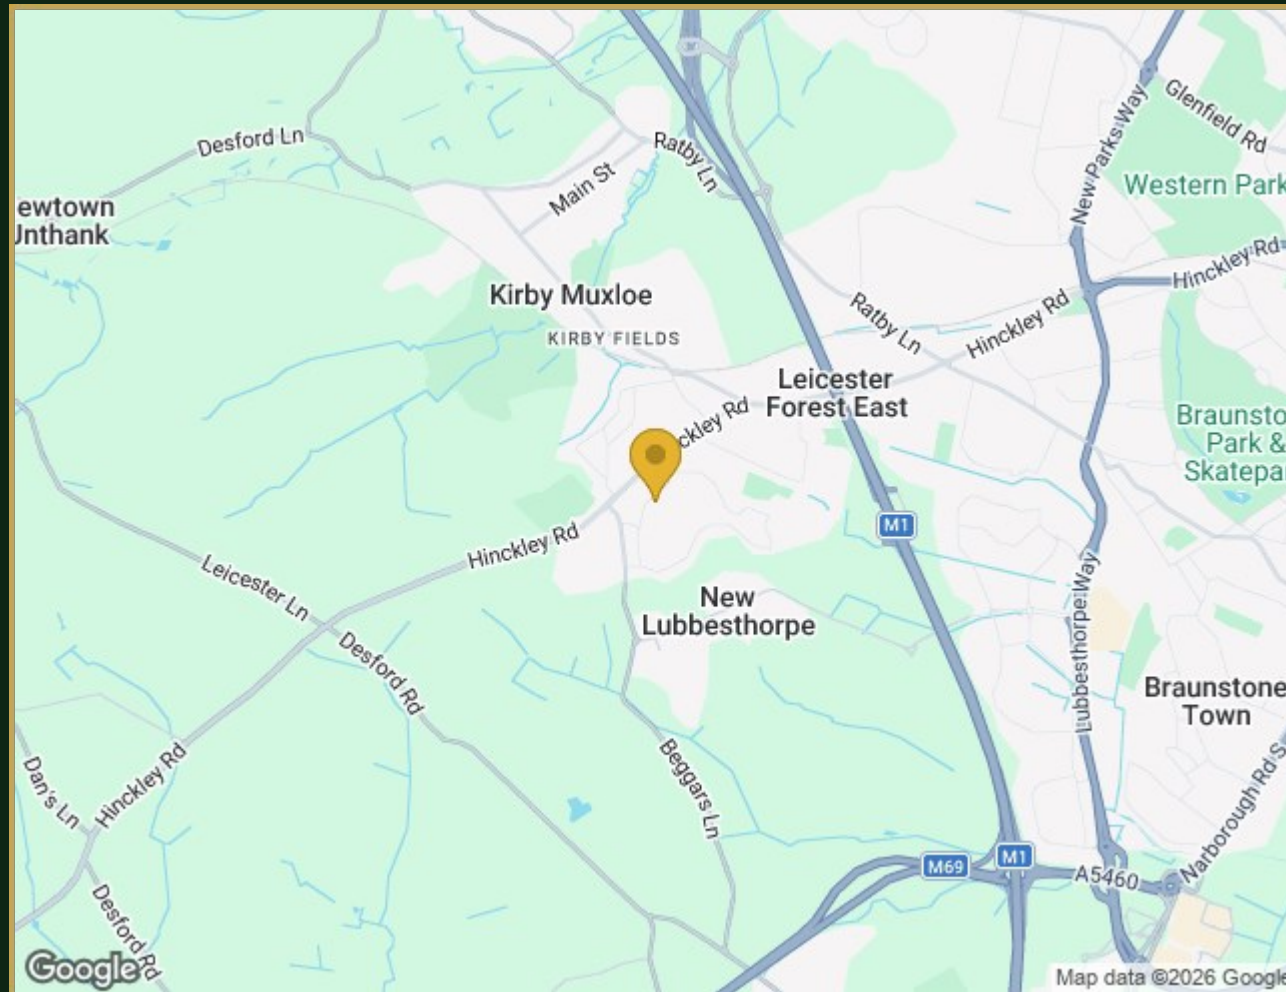 Desford Ln
Main St
Ratby Ln
New Parks Way
Glenfield Rd
Western Park
ewtown
Unthank
Hinckley Rd
Kirby Muxloe
KIRBY FIELDS
Ratby Ln
Hinckley Rd
Leicester
Forest East
ckley Rd
Braunsto
Park &
Skatepar
M1
Hinckley Rd
Leicester Ln
New
Lubbesthorpe
Lubbesthorpe Way
Desford Rd
Braunstone
Town
Beggars Ln
Dan's Ln
Hinckley Rd
Narborough Rd S
M69
M1
A5460
Desford Rd
Google
Map data ©2026 Google